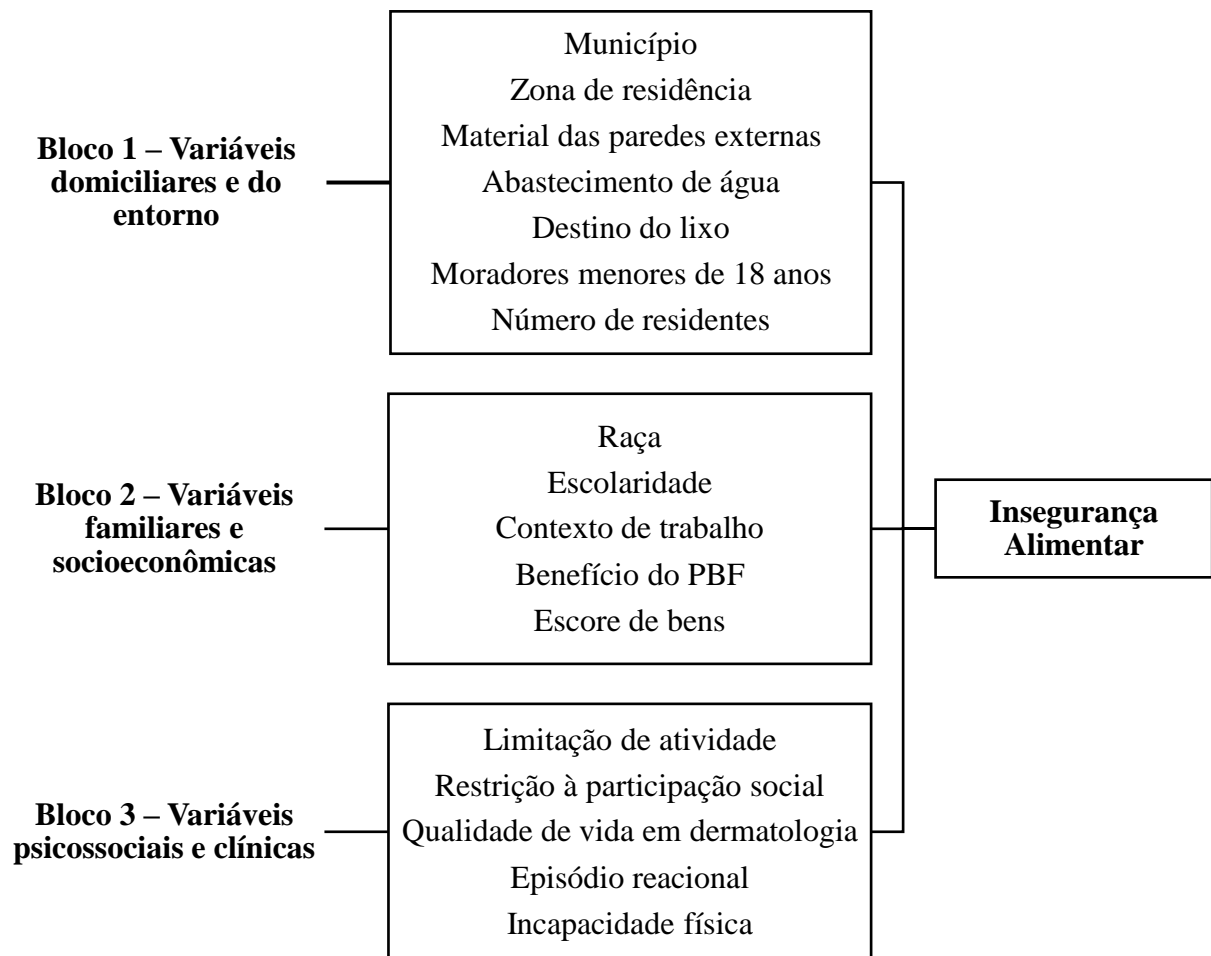 Bloco 1 – Variáveis
domiciliares e do
entorno
Município
Zona de residência
Material das paredes externas
Abastecimento de água
Destino do lixo
Moradores menores de 18 anos
Número de residentes
Bloco 2 – Variáveis
familiares e
socioeconômicas
Raça
Escolaridade
Contexto de trabalho
Benefício do PBF
Escore de bens
Bloco 3 – Variáveis
psicossociais e clínicas
Limitação de atividade
Restrição à participação social
Qualidade de vida em dermatologia
Episódio reacional
Incapacidade física
Insegurança
Alimentar